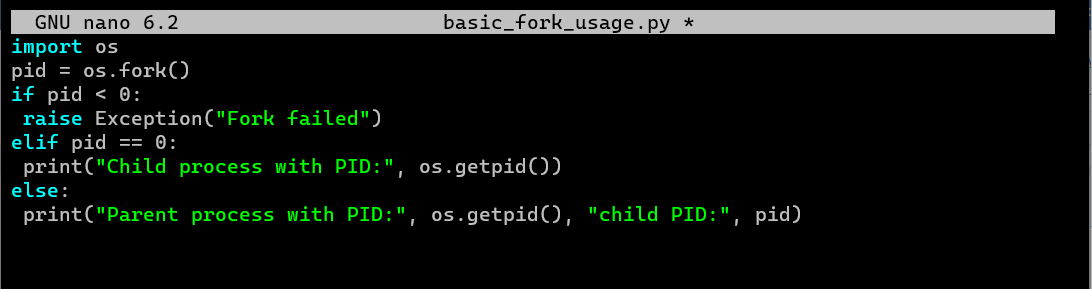 GNU nano 6.2 basic_fork_usage.py *
import os
pid = os.fork()
if pid < 0:
 raise Exception("Fork failed")
elif pid == 0:
 print("Child process with PID:", os.getpid())
else:
 print("Parent process with PID:", os.getpid(), "child PID:", pid)